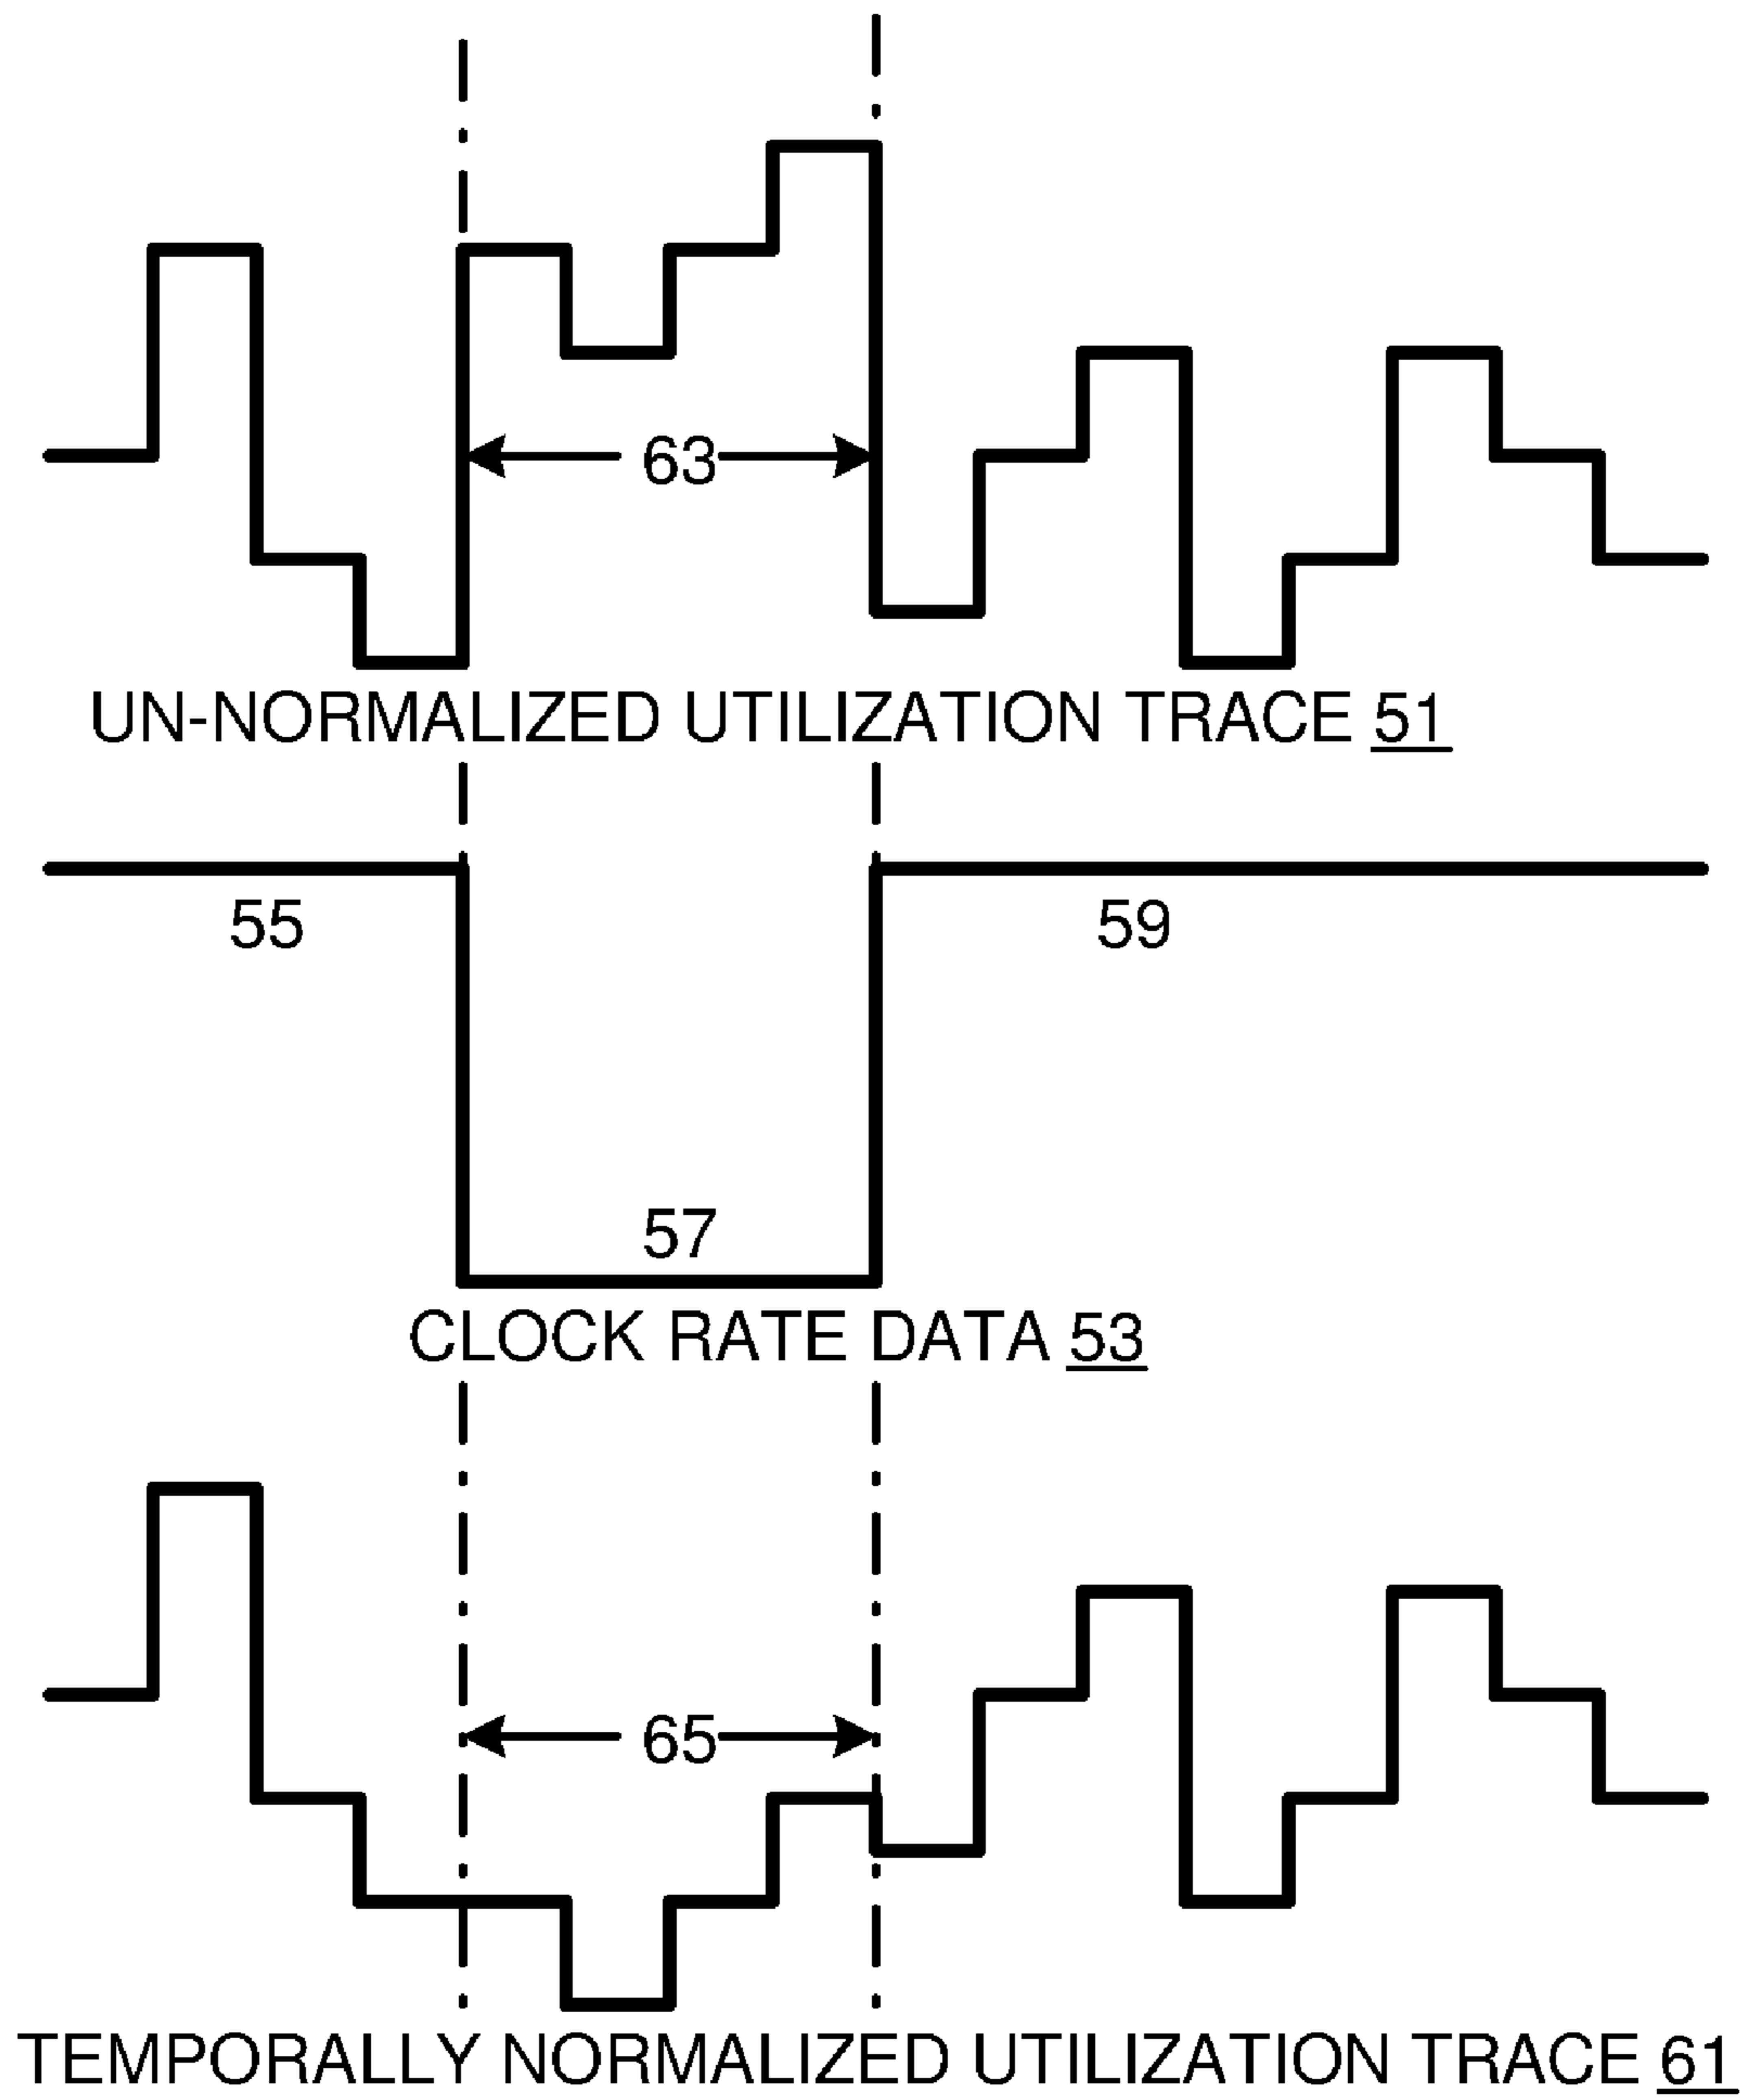 63
UN-NORMALIZED UTILIZATION TRACE 51
55
59
57
CLOCK RATE DATA 53
65
TEMPORALLY NORMALIZED UTILIZATION TRACE 61